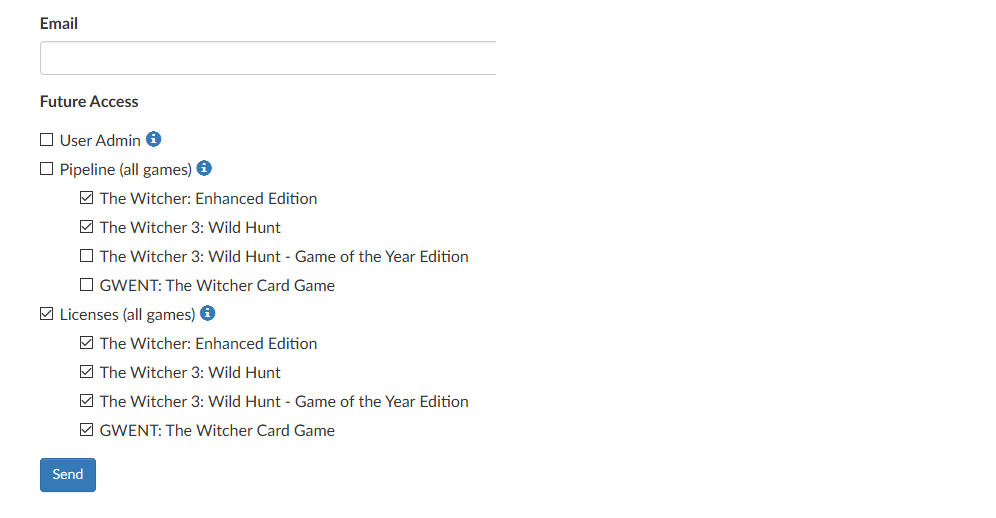 Email
Future Access
User Admin
Pipeline (all games)
The Witcher: Enhanced Edition
The Witcher 3: Wild Hunt
The Witcher 3: Wild Hunt - Game of the Year Edition
GWENT: The Witcher Card Game
Licenses (all games)
The Witcher: Enhanced Edition
The Witcher 3: Wild Hunt
The Witcher 3: Wild Hunt - Game of the Year Edition
GWENT: The Witcher Card Game
Send